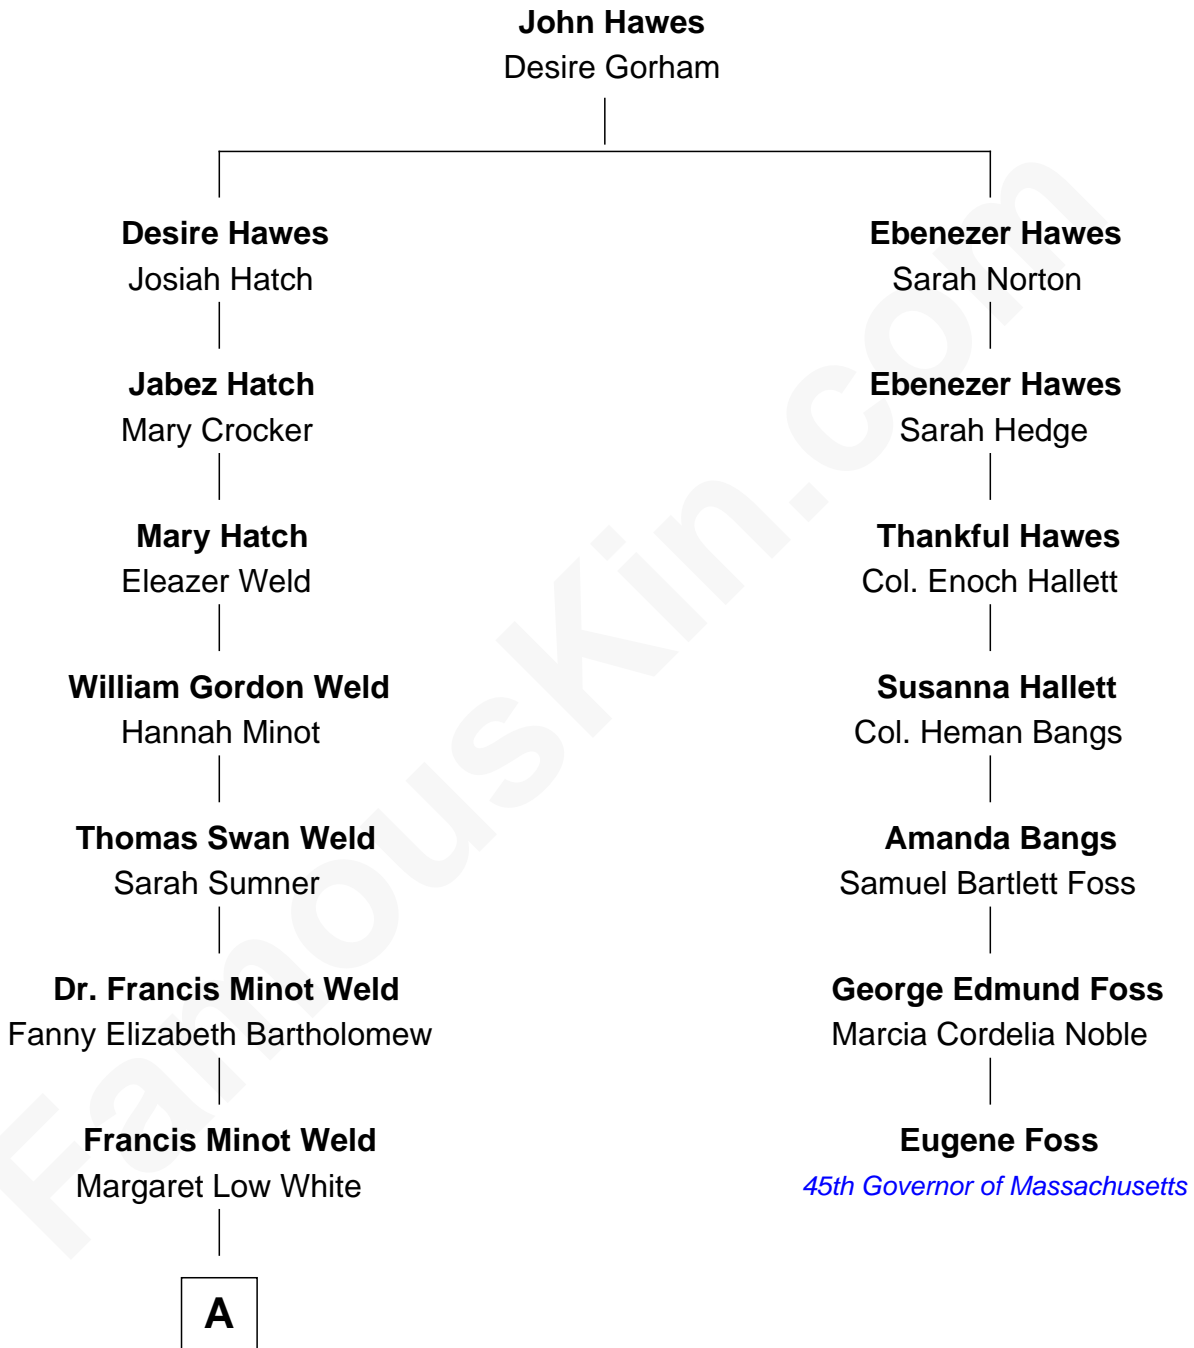 John Hawes
Desire Gorham
Desire Hawes
Josiah Hatch
Ebenezer Hawes
Sarah Norton
Jabez Hatch
Mary Crocker
Ebenezer Hawes
Sarah Hedge
Mary Hatch
Eleazer Weld
Thankful Hawes
Col. Enoch Hallett
William Gordon Weld
Hannah Minot
Susanna Hallett
Col. Heman Bangs
Thomas Swan Weld
Sarah Sumner
Amanda Bangs
Samuel Bartlett Foss
Dr. Francis Minot Weld
Fanny Elizabeth Bartholomew
George Edmund Foss
Marcia Cordelia Noble
Francis Minot Weld
Margaret Low White
Eugene Foss
45th Governor of Massachusetts
A
FamousKin.com